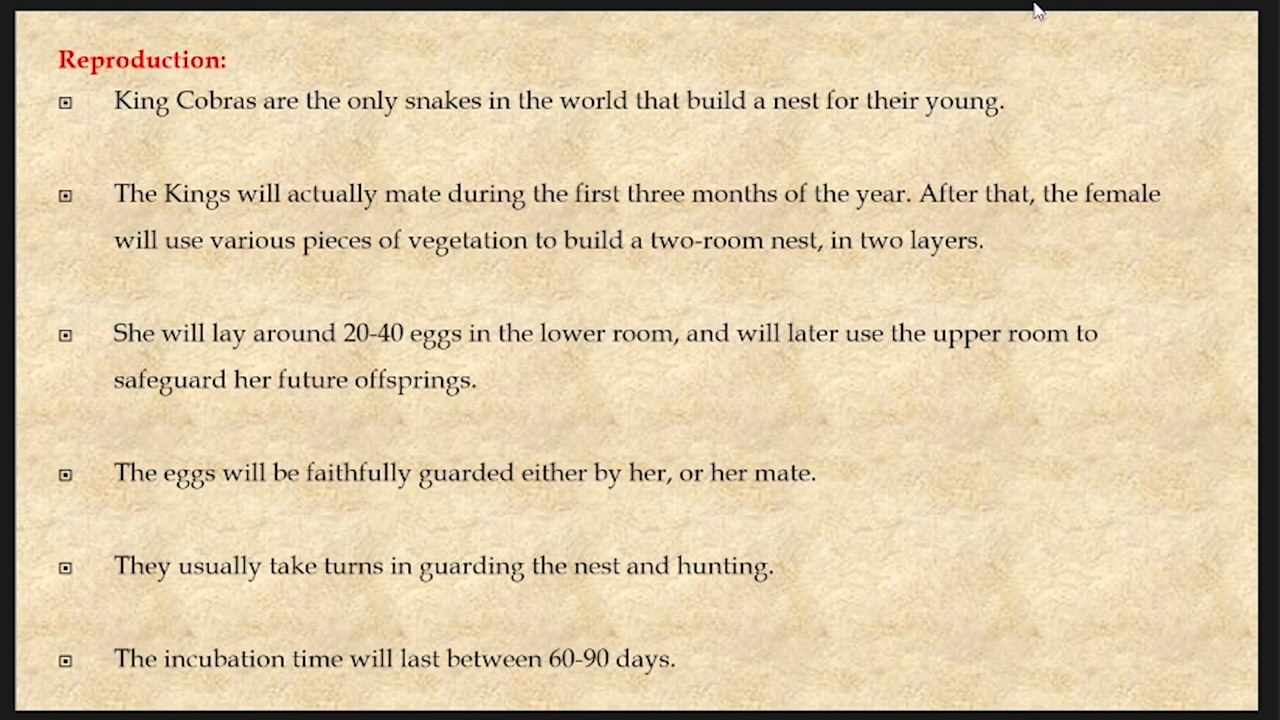 Reproduction:
King Cobras are the only snakes in the world that build a nest for their young.
The Kings will actually mate during the first three months of the year. After that, the female
will use various pieces of vegetation to build a two-room nest, in two layers.
She will lay around 20-40 eggs in the lower room, and will later use the upper room to
safeguard her future offsprings.
The eggs will be faithfully guarded either by her, or her mate.
They usually take turns in guarding the nest and hunting.
The incubation time will last between 60-90 days.